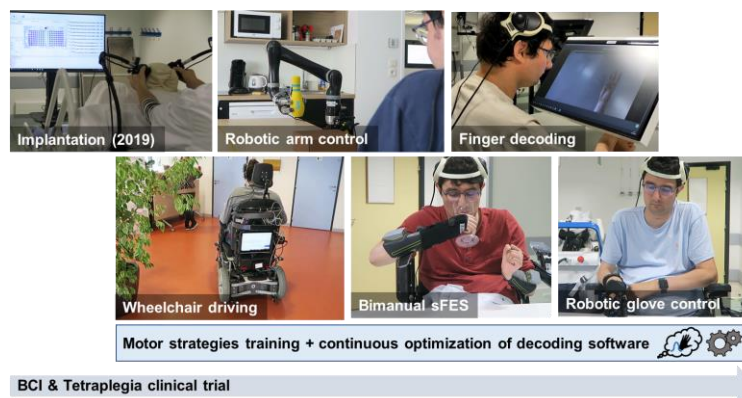 Implantation (2019)
Robotic arm control
Finger decoding
Wheelchair driving
Bimanual sFES
Robotic glove control
Motor strategies training + continuous optimization of decoding software
BCI & Tetraplegia clinical trial